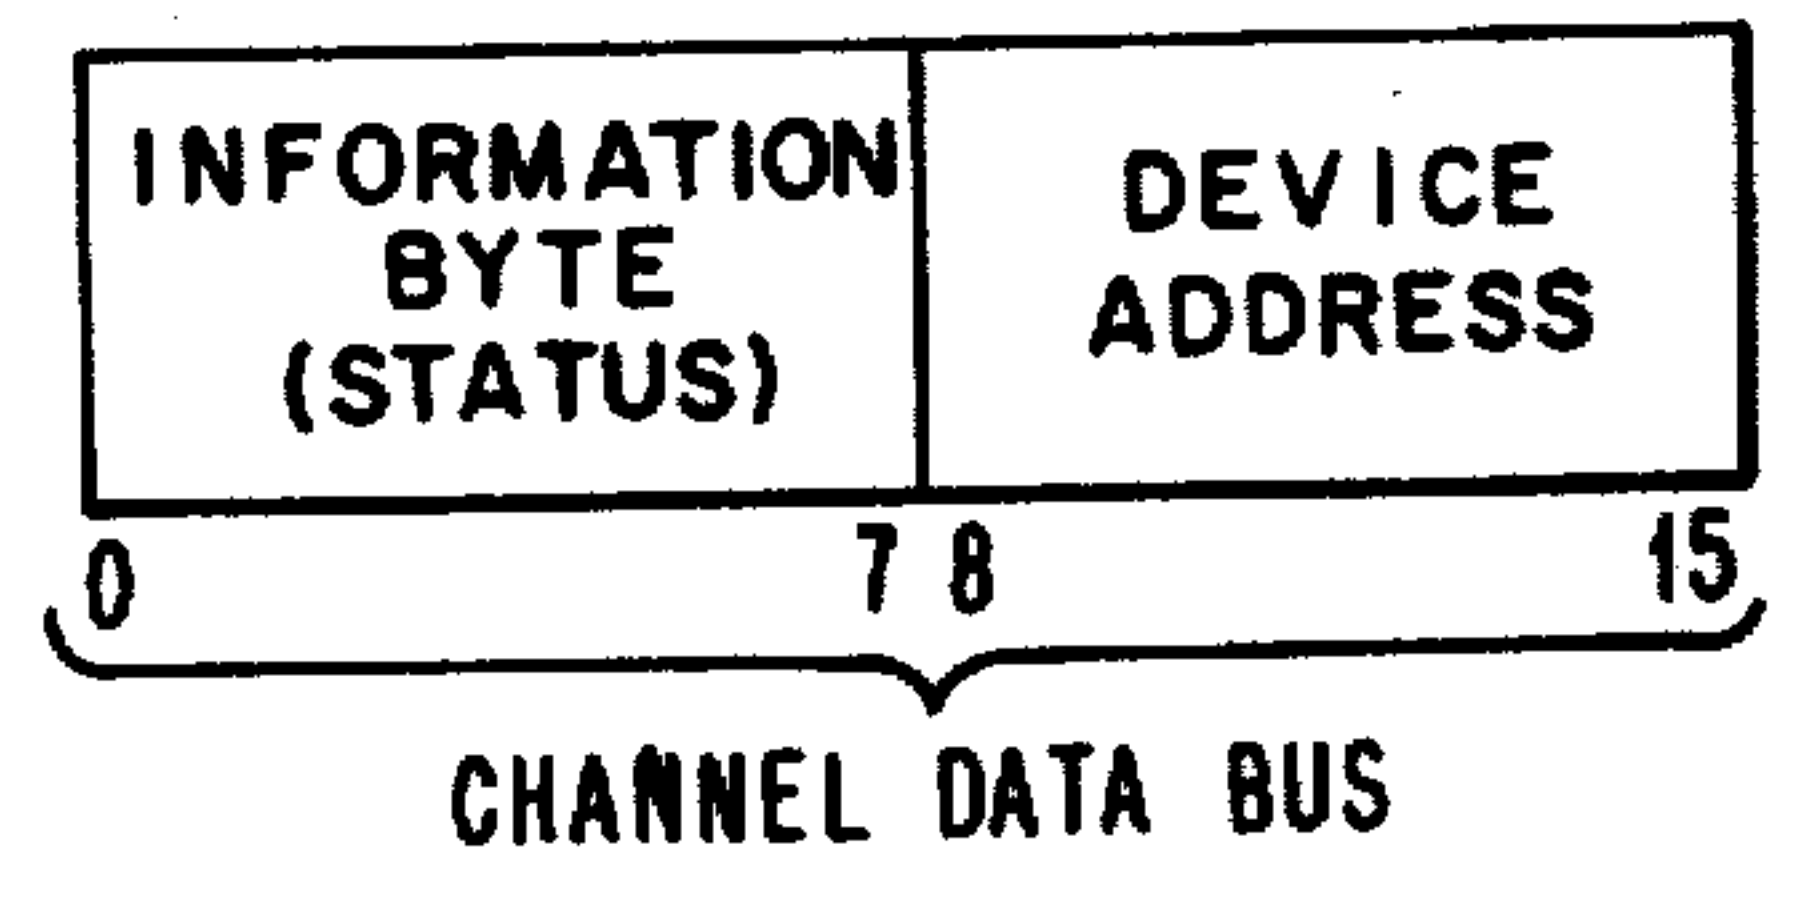 INFORMATION
BYTE
(STATUS)
DEVICE
ADDRESS
0 7 8 15
CHANNEL DATA BUS